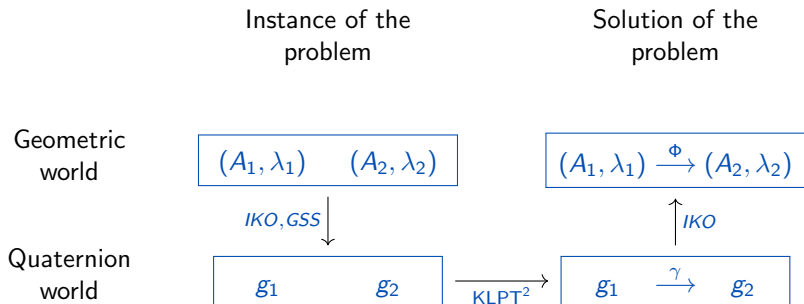 Instance of the problem
Solution of the problem
Geometric world
(A₁, λ₁) (A₂, λ₂)
(A₁, λ₁) —Φ→ (A₂, λ₂)
IKO, GSS
IKO
Quaternion world
g₁ g₂
KLPT²
g₁ —γ→ g₂